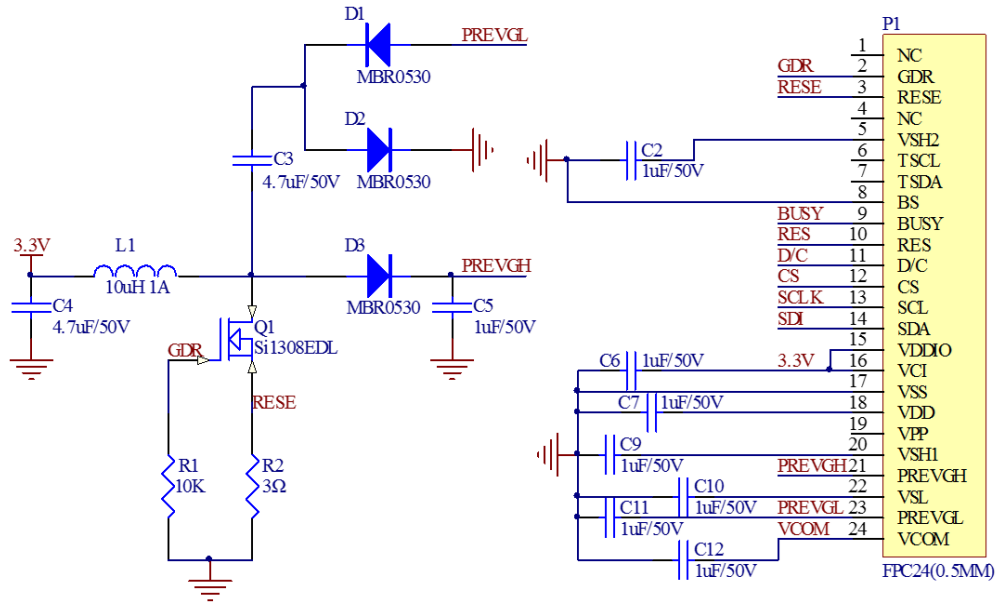 D1
PREVGL
MBR0530
D2
MBR0530
C3
4.7uF/50V
3.3V
L1
10uH 1A
D3
PREVGH
MBR0530
C4
4.7uF/50V
C5
1uF/50V
Q1
Si1308EDL
GDR
RESE
R1
10K
R2
3Ω
P1
1 NC
GDR 2 GDR
RESE 3 RESE
4 NC
5 VSH2
C2
1uF/50V
6 TSCL
7 TSDA
8 BS
BUSY 9 BUSY
RES 10 RES
D/C 11 D/C
CS 12 CS
SCLK 13 SCL
SDI 14 SDA
15 VDDIO
C6 1uF/50V 3.3V 16 VCI
17 VSS
C7 1uF/50V 18 VDD
19 VPP
C9 20 VSH1
1uF/50V
PREVGH 21 PREVGH
C10 22 VSL
1uF/50V
C11 PREVGL 23 PREVGL
1uF/50V
VCOM 24 VCOM
C12
1uF/50V
FPC24(0.5MM)